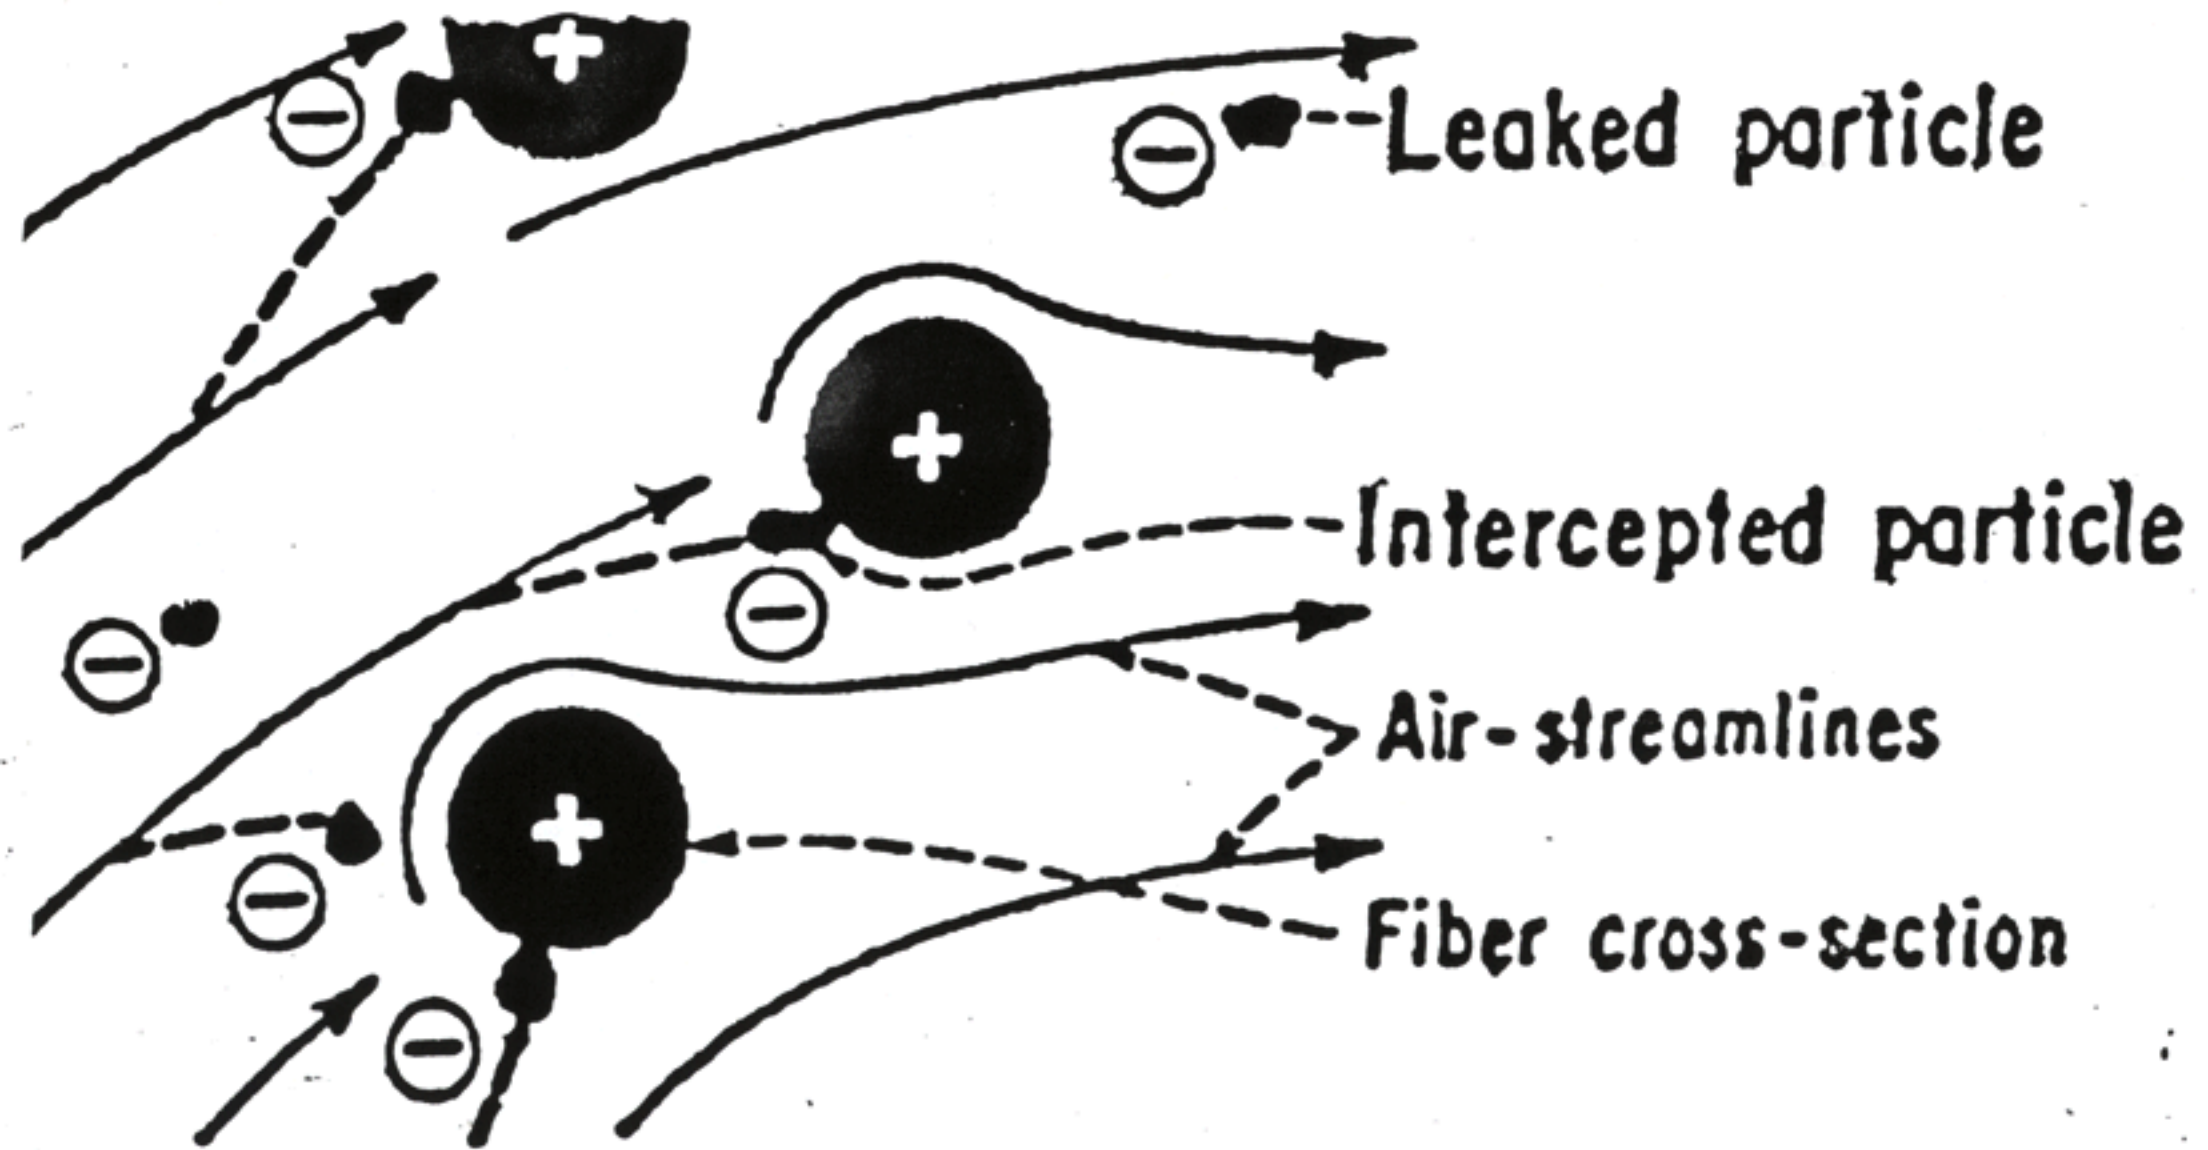 Leaked particle
Intercepted particle
Air-streamlines
Fiber cross-section